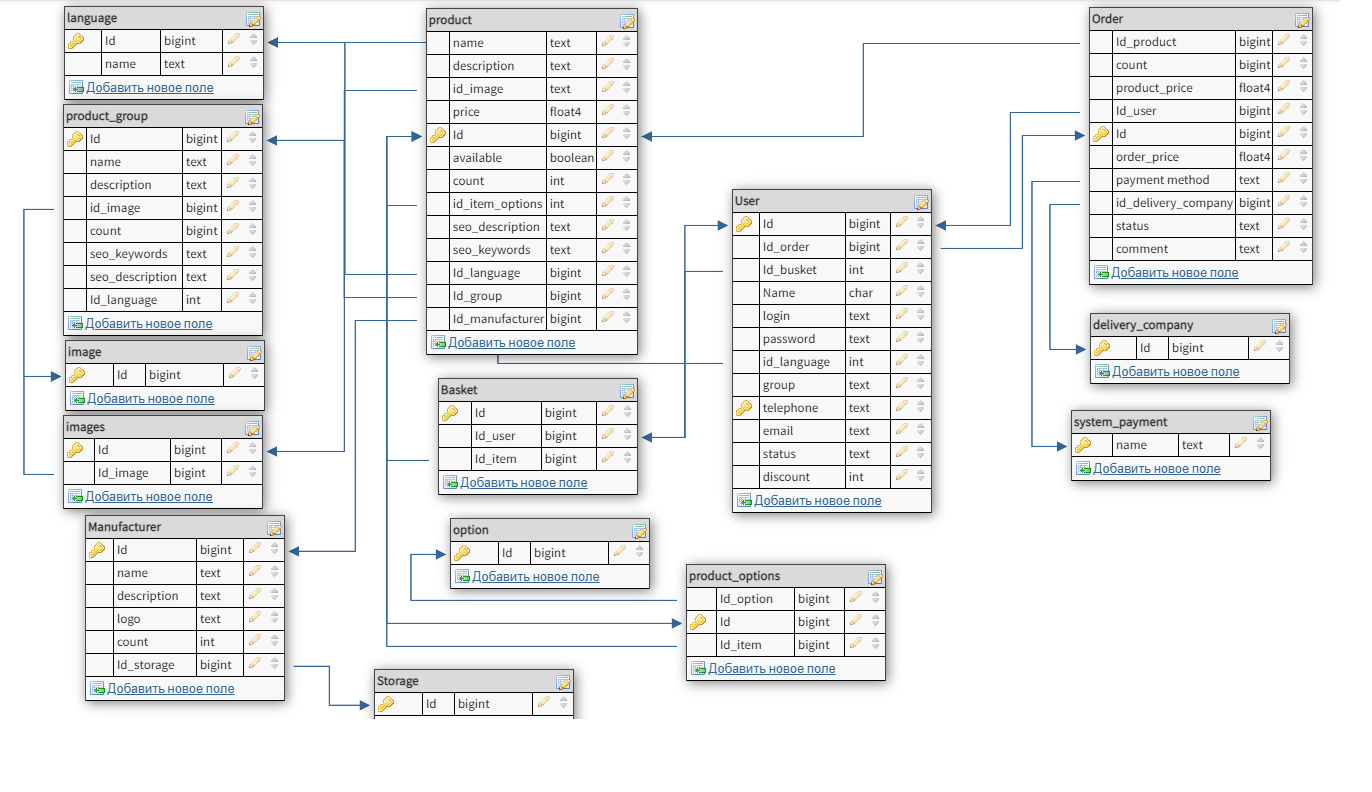 language
Id bigint
name text
Добавить новое поле
product_group
Id bigint
name text
description text
id_image bigint
count bigint
seo_keywords text
seo_description text
Id_language int
Добавить новое поле
image
Id bigint
Добавить новое поле
images
Id bigint
Id_image bigint
Добавить новое поле
Manufacturer
Id bigint
name text
description text
logo text
count int
Id_storage bigint
Добавить новое поле
product
name text
description text
id_image text
price float4
Id bigint
available boolean
count int
id_item_options int
seo_description text
seo_keywords text
Id_language bigint
Id_group bigint
Id_manufacturer bigint
Добавить новое поле
Basket
Id bigint
Id_user bigint
Id_item bigint
Добавить новое поле
option
Id bigint
Добавить новое поле
Storage
Id bigint
User
Id bigint
Id_order bigint
Id_busket int
Name char
login text
password text
id_language int
group text
telephone text
email text
status text
discount int
Добавить новое поле
product_options
Id_option bigint
Id bigint
Id_item bigint
Добавить новое поле
Order
Id_product bigint
count bigint
product_price float4
Id_user bigint
Id bigint
order_price float4
payment method text
id_delivery_company bigint
status text
comment text
Добавить новое поле
delivery_company
Id bigint
Добавить новое поле
system_payment
name text
Добавить новое поле